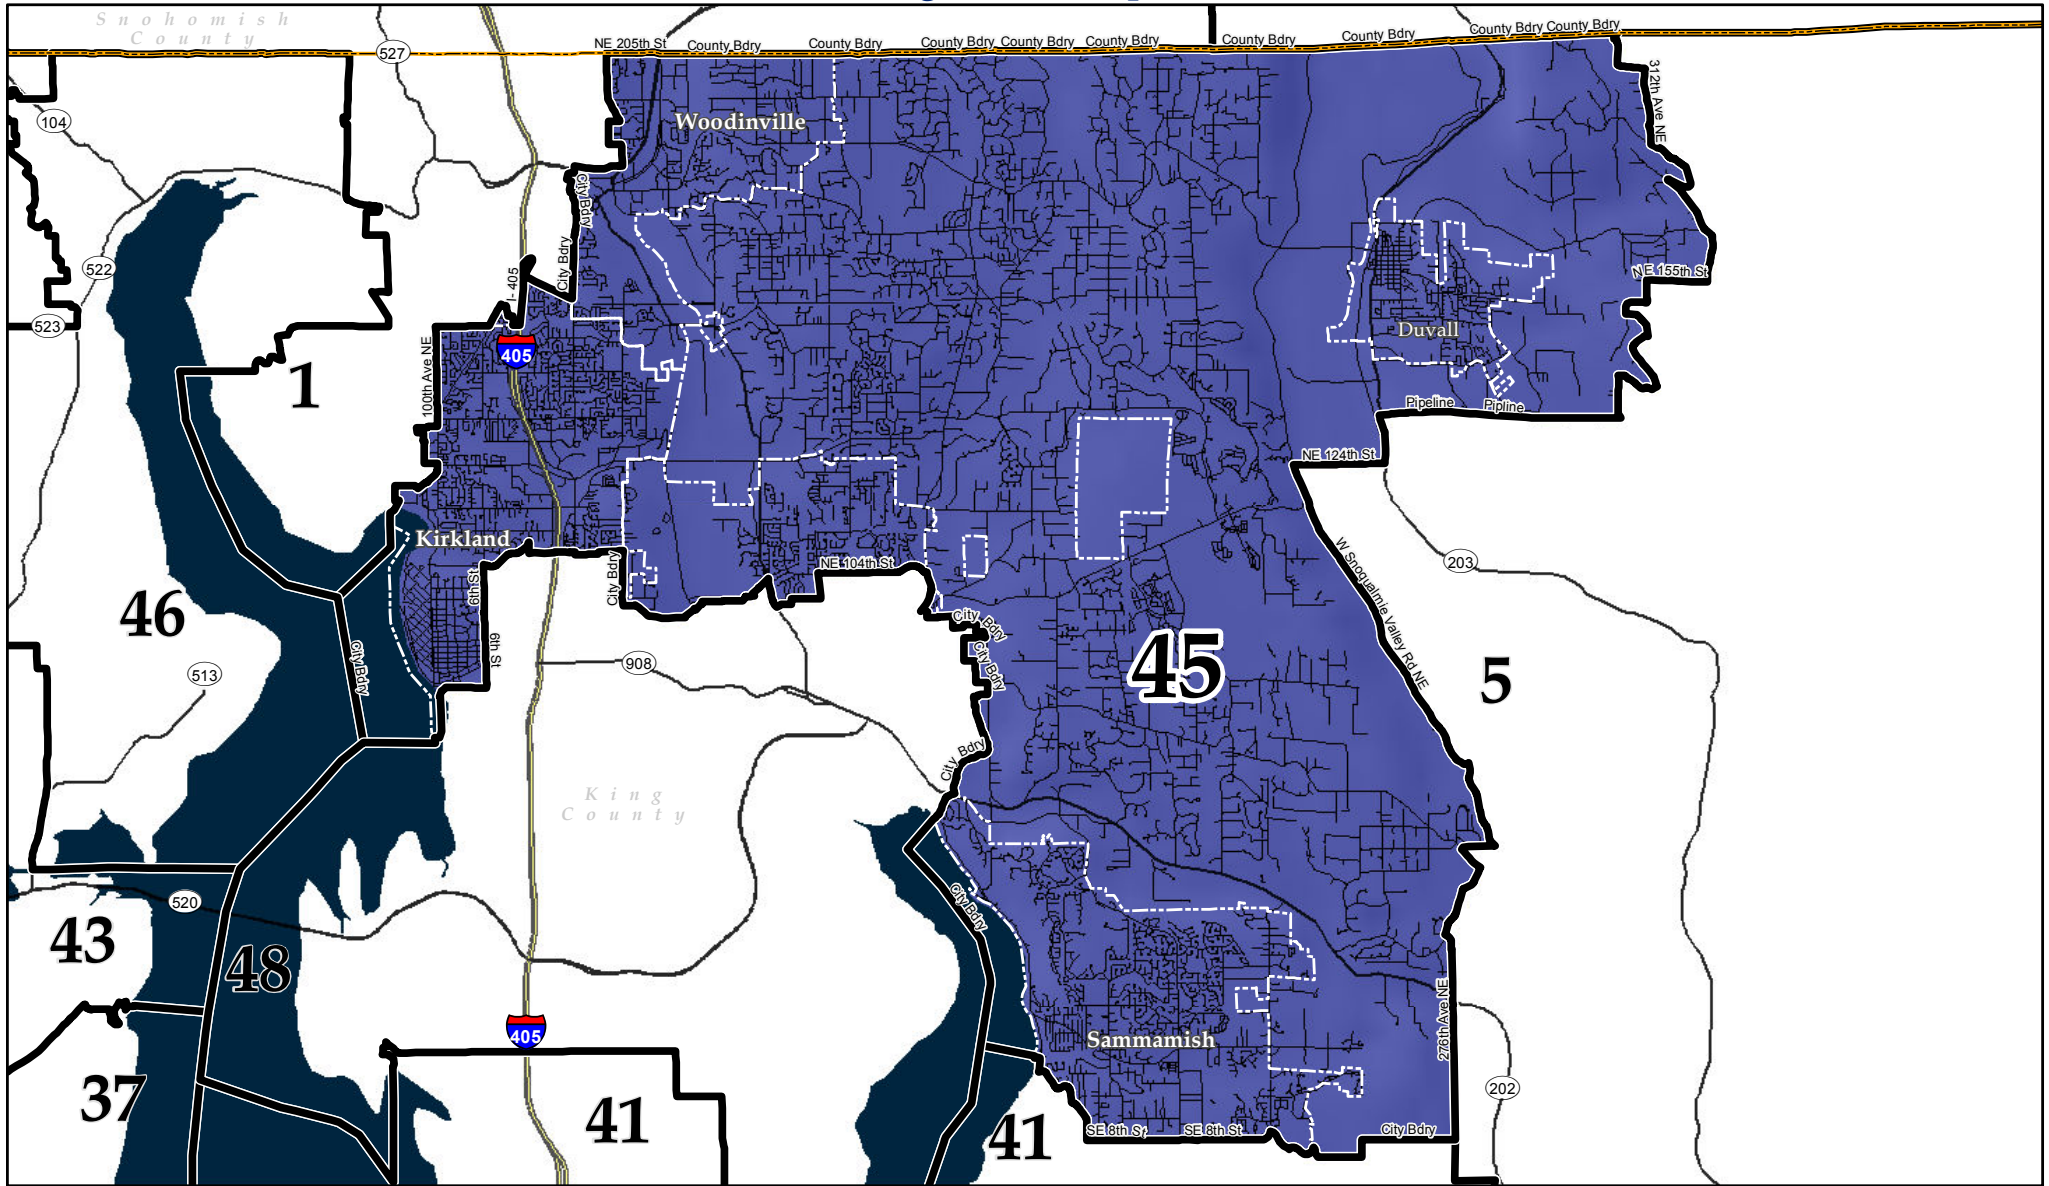 Snohomish
County
527
NE 205th St
County Bdry
County Bdry
County Bdry
County Bdry
County Bdry
County Bdry
County Bdry
County Bdry
County Bdry
312th Ave NE
104
Woodinville
City Bdry
City Bdry
I-405
522
523
405
100th Ave NE
1
NE 155th St
Duvall
Pipeline
Pipline
NE 124th St
Kirkland
203
W Snoqualmie Valley Rd NE
NE 104th St
City Bdry
6th St
6th St
46
City Bdry
City Bdry
City Bdry
513
908
45
5
City Bdry
King
County
520
43
48
City Bdry
276th Ave NE
405
Sammamish
37
41
41
202
SE 8th St
SE 8th St
City Bdry